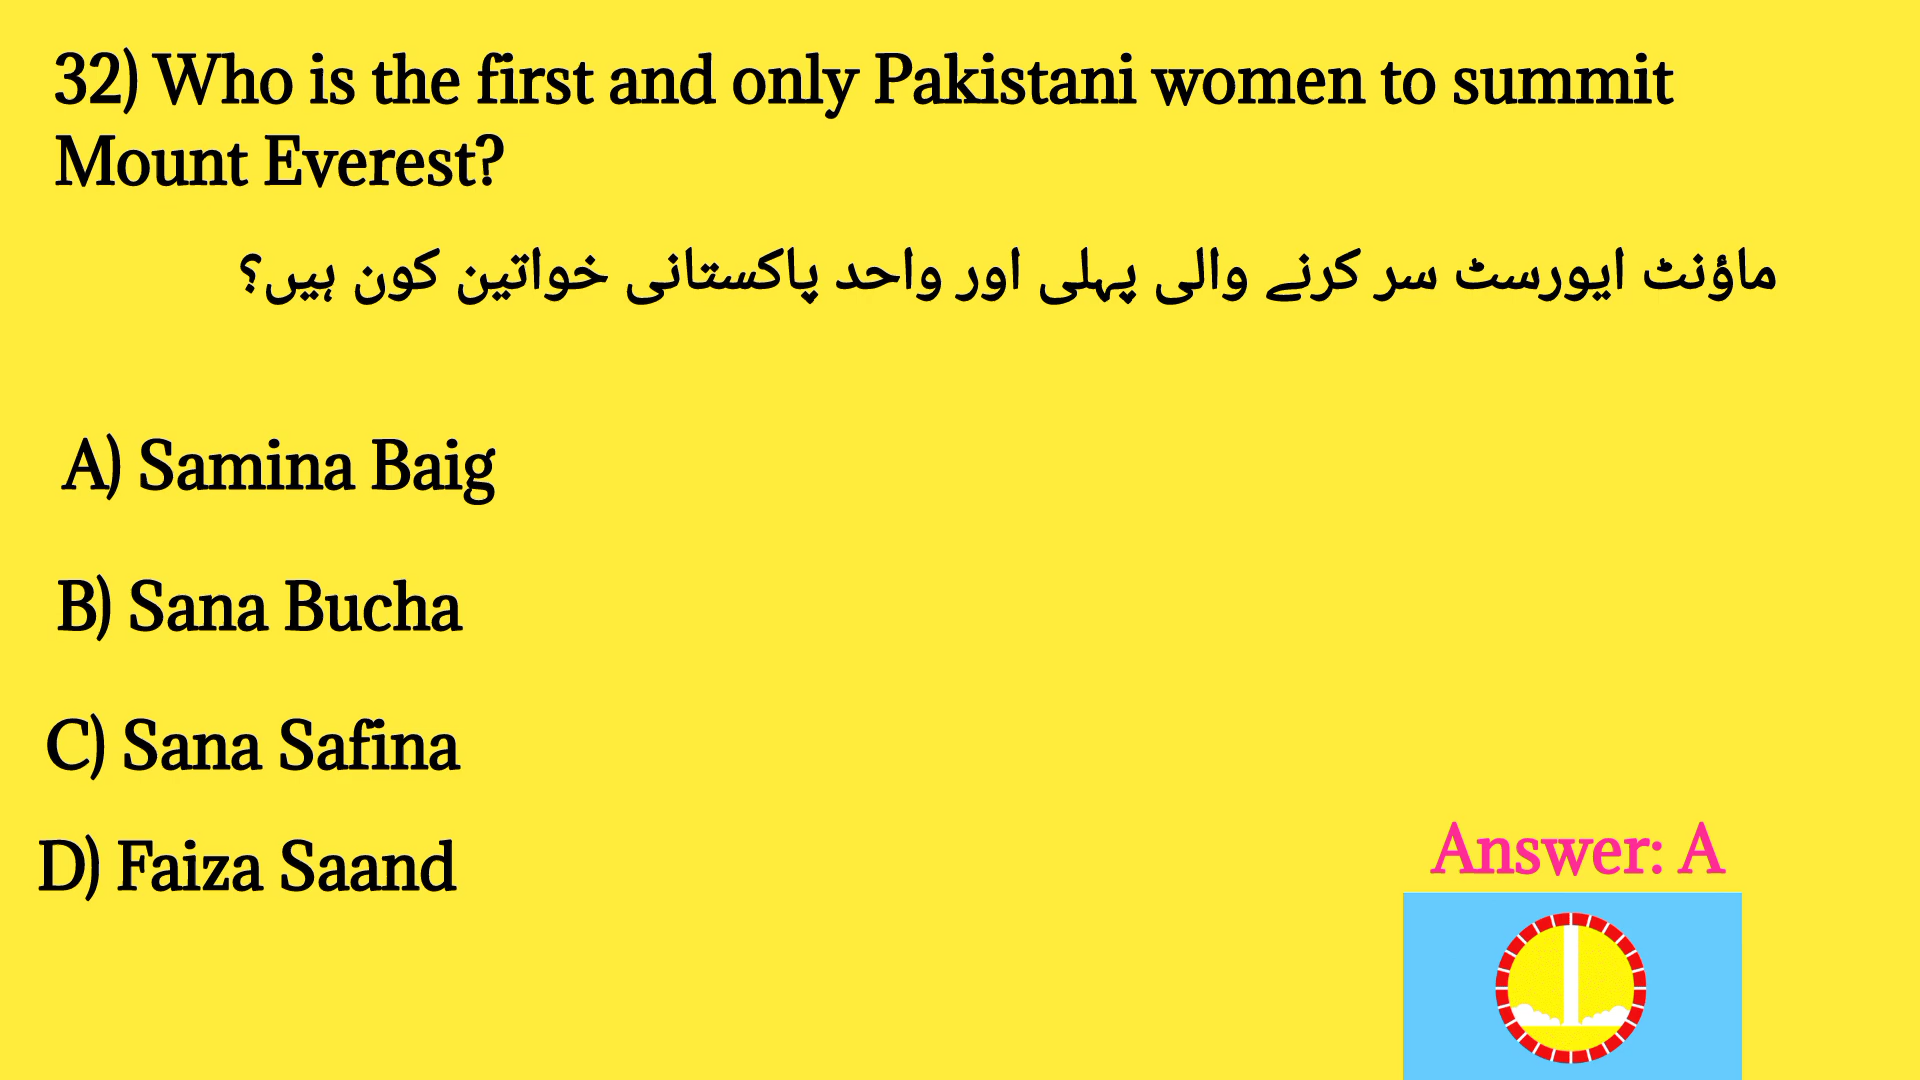 32) Who is the first and only Pakistani women to summit
Mount Everest?
ماؤنٹ ایورسٹ سر کرنے والی پہلی اور واحد پاکستانی خواتین کون ہیں؟
A) Samina Baig
B) Sana Bucha
C) Sana Safina
D) Faiza Saand
Answer: A